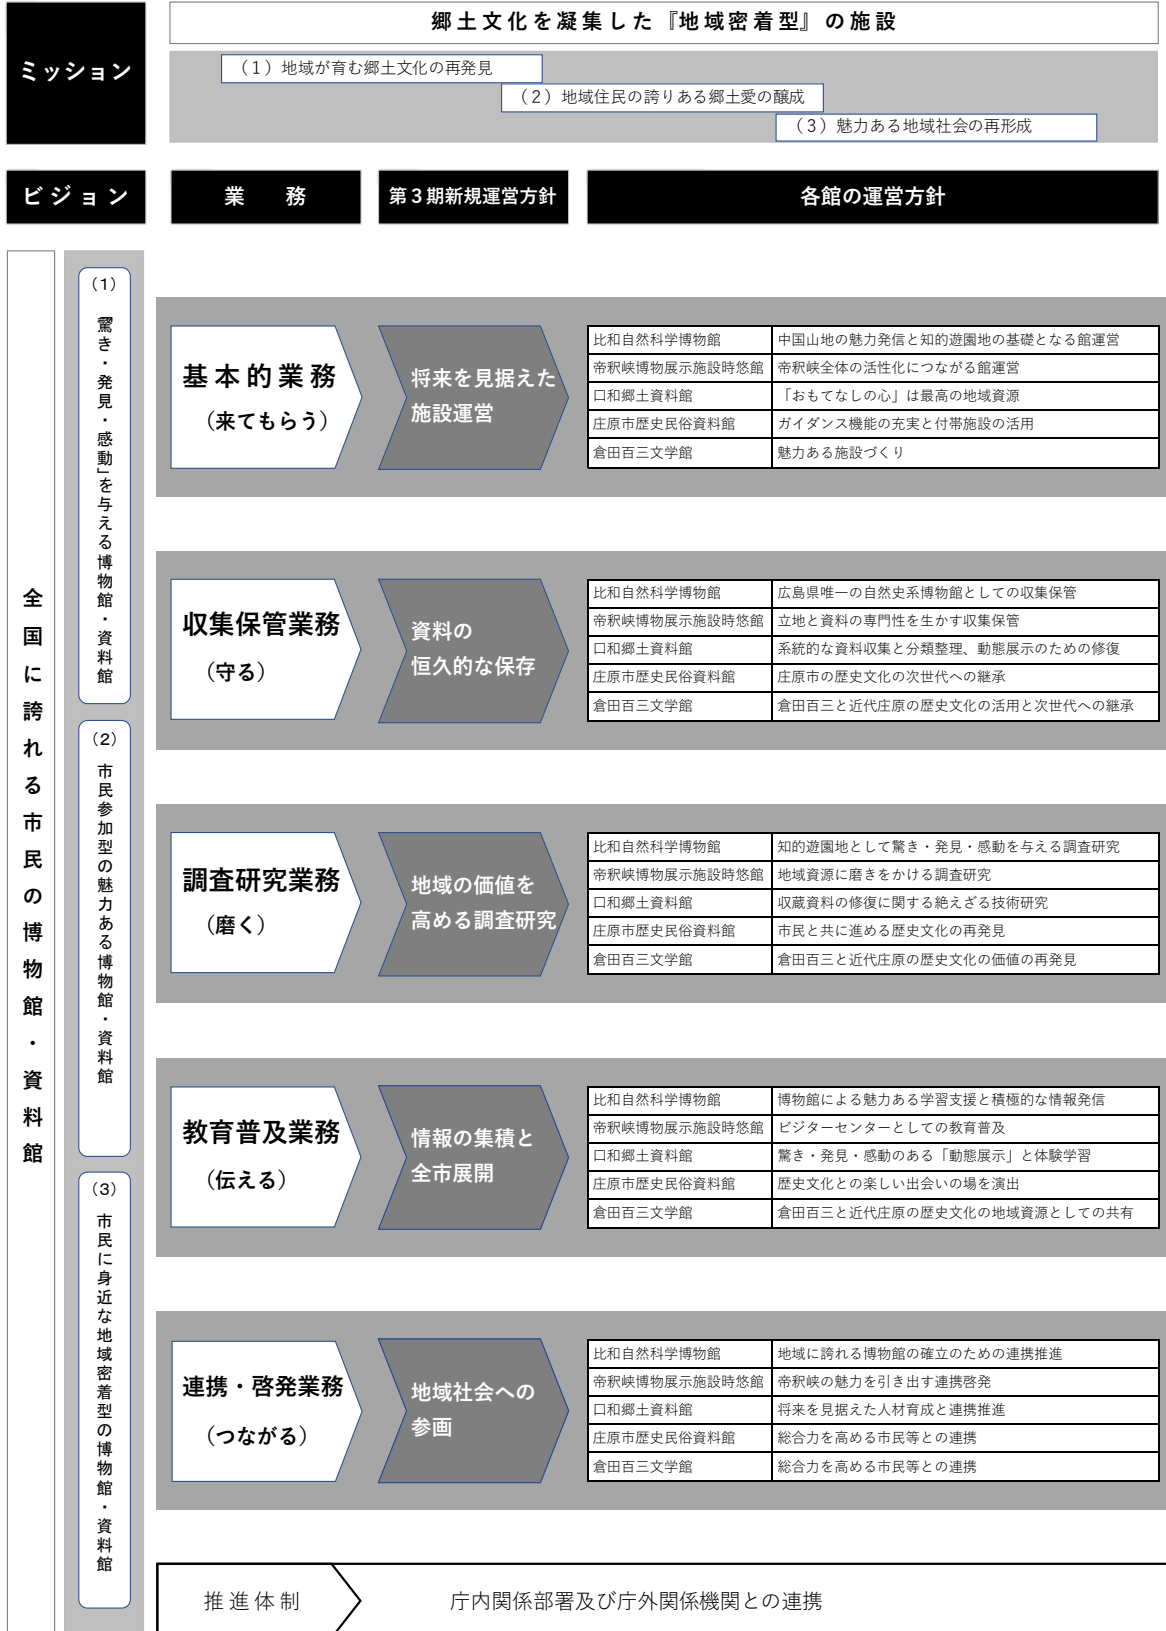 ミッション
郷土文化を凝集した『地域密着型』の施設
（１）地域が育む郷土文化の再発見
（２）地域住民の誇りある郷土愛の醸成
（３）魅力ある地域社会の再形成
ビジョン
業　務
第３期新規運営方針
各館の運営方針
全国に誇れる市民の博物館・資料館
（1）　驚き・発見・感動」を与える博物館・資料館
（2）　市民参加型の魅力ある博物館・資料館
（3）　市民に身近な地域密着型の博物館・資料館
基本的業務
（来てもらう）
将来を見据えた
施設運営
比和自然科学博物館　中国山地の魅力発信と知的遊園地の基礎となる館運営
帝釈峡博物展示施設時悠館　帝釈峡全体の活性化につながる館運営
口和郷土資料館　「おもてなしの心」は最高の地域資源
庄原市歴史民俗資料館　ガイダンス機能の充実と付帯施設の活用
倉田百三文学館　魅力ある施設づくり
収集保管業務
（守る）
資料の
恒久的な保存
比和自然科学博物館　広島県唯一の自然史系博物館としての収集保管
帝釈峡博物展示施設時悠館　立地と資料の専門性を生かす収集保管
口和郷土資料館　系統的な資料収集と分類整理、動態展示のための修復
庄原市歴史民俗資料館　庄原市の歴史文化の次世代への継承
倉田百三文学館　倉田百三と近代庄原の歴史文化の活用と次世代への継承
調査研究業務
（磨く）
地域の価値を
高める調査研究
比和自然科学博物館　知的遊園地として驚き・発見・感動を与える調査研究
帝釈峡博物展示施設時悠館　地域資源に磨きをかける調査研究
口和郷土資料館　収蔵資料の修復に関する絶えざる技術研究
庄原市歴史民俗資料館　市民と共に進める歴史文化の再発見
倉田百三文学館　倉田百三と近代庄原の歴史文化の価値の再発見
教育普及業務
（伝える）
情報の集積と
全市展開
比和自然科学博物館　博物館による魅力ある学習支援と積極的な情報発信
帝釈峡博物展示施設時悠館　ビジターセンターとしての教育普及
口和郷土資料館　驚き・発見・感動のある「動態展示」と体験学習
庄原市歴史民俗資料館　歴史文化との楽しい出会いの場を演出
倉田百三文学館　倉田百三と近代庄原の歴史文化の地域資源としての共有
連携・啓発業務
（つながる）
地域社会への
参画
比和自然科学博物館　地域に誇れる博物館の確立のための連携推進
帝釈峡博物展示施設時悠館　帝釈峡の魅力を引き出す連携啓発
口和郷土資料館　将来を見据えた人材育成と連携推進
庄原市歴史民俗資料館　総合力を高める市民等との連携
倉田百三文学館　総合力を高める市民等との連携
推進体制
庁内関係部署及び庁外関係機関との連携